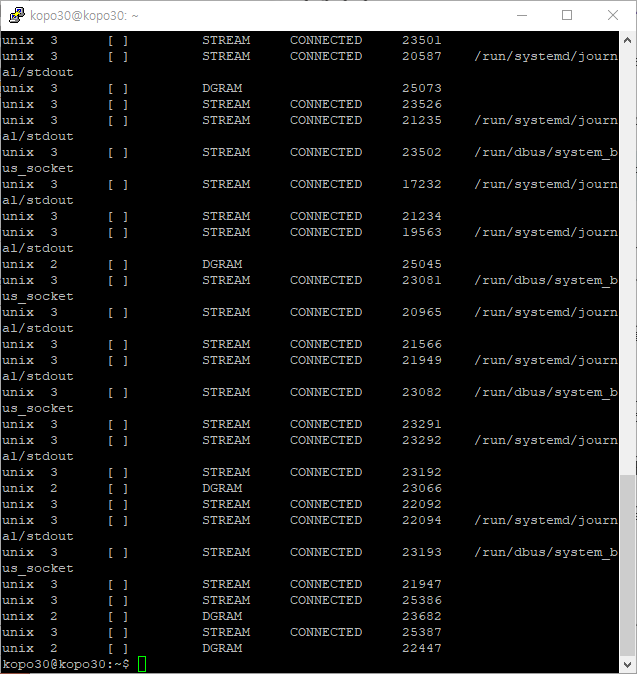 kopo30@kopo30: ~
unix 3 [ ] STREAM CONNECTED 23501
unix 3 [ ] STREAM CONNECTED 20587 /run/systemd/journ
al/stdout
unix 3 [ ] DGRAM 25073
unix 3 [ ] STREAM CONNECTED 23526
unix 3 [ ] STREAM CONNECTED 21235 /run/systemd/journ
al/stdout
unix 3 [ ] STREAM CONNECTED 23502 /run/dbus/system_b
us_socket
unix 3 [ ] STREAM CONNECTED 17232 /run/systemd/journ
al/stdout
unix 3 [ ] STREAM CONNECTED 21234
unix 3 [ ] STREAM CONNECTED 19563 /run/systemd/journ
al/stdout
unix 2 [ ] DGRAM 25045
unix 3 [ ] STREAM CONNECTED 23081 /run/dbus/system_b
us_socket
unix 3 [ ] STREAM CONNECTED 20965 /run/systemd/journ
al/stdout
unix 3 [ ] STREAM CONNECTED 21566
unix 3 [ ] STREAM CONNECTED 21949 /run/systemd/journ
al/stdout
unix 3 [ ] STREAM CONNECTED 23082 /run/dbus/system_b
us_socket
unix 3 [ ] STREAM CONNECTED 23291
unix 3 [ ] STREAM CONNECTED 23292 /run/systemd/journ
al/stdout
unix 3 [ ] STREAM CONNECTED 23192
unix 2 [ ] DGRAM 23066
unix 3 [ ] STREAM CONNECTED 22092
unix 3 [ ] STREAM CONNECTED 22094 /run/systemd/journ
al/stdout
unix 3 [ ] STREAM CONNECTED 23193 /run/dbus/system_b
us_socket
unix 3 [ ] STREAM CONNECTED 21947
unix 3 [ ] STREAM CONNECTED 25386
unix 2 [ ] DGRAM 23682
unix 3 [ ] STREAM CONNECTED 25387
unix 2 [ ] DGRAM 22447
kopo30@kopo30:~$